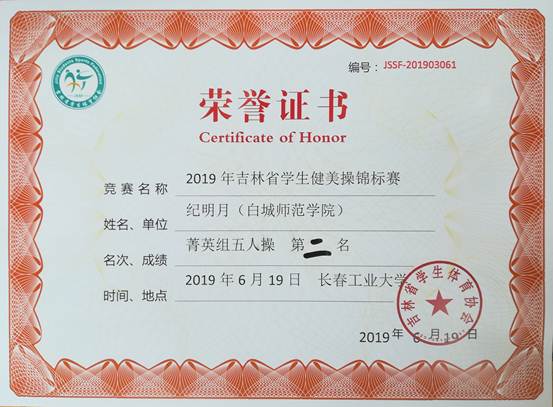 编号：JSSF-201903061
荣誉证书
Certificate of Honor
竞赛名称 2019年吉林省学生健美操锦标赛
姓名、单位 纪明月（白城师范学院）
名次、成绩 菁英组五人操 第二名
时间、地点 2019年6月19日 长春工业大学
吉林省学生体育协会
2019年6月19日